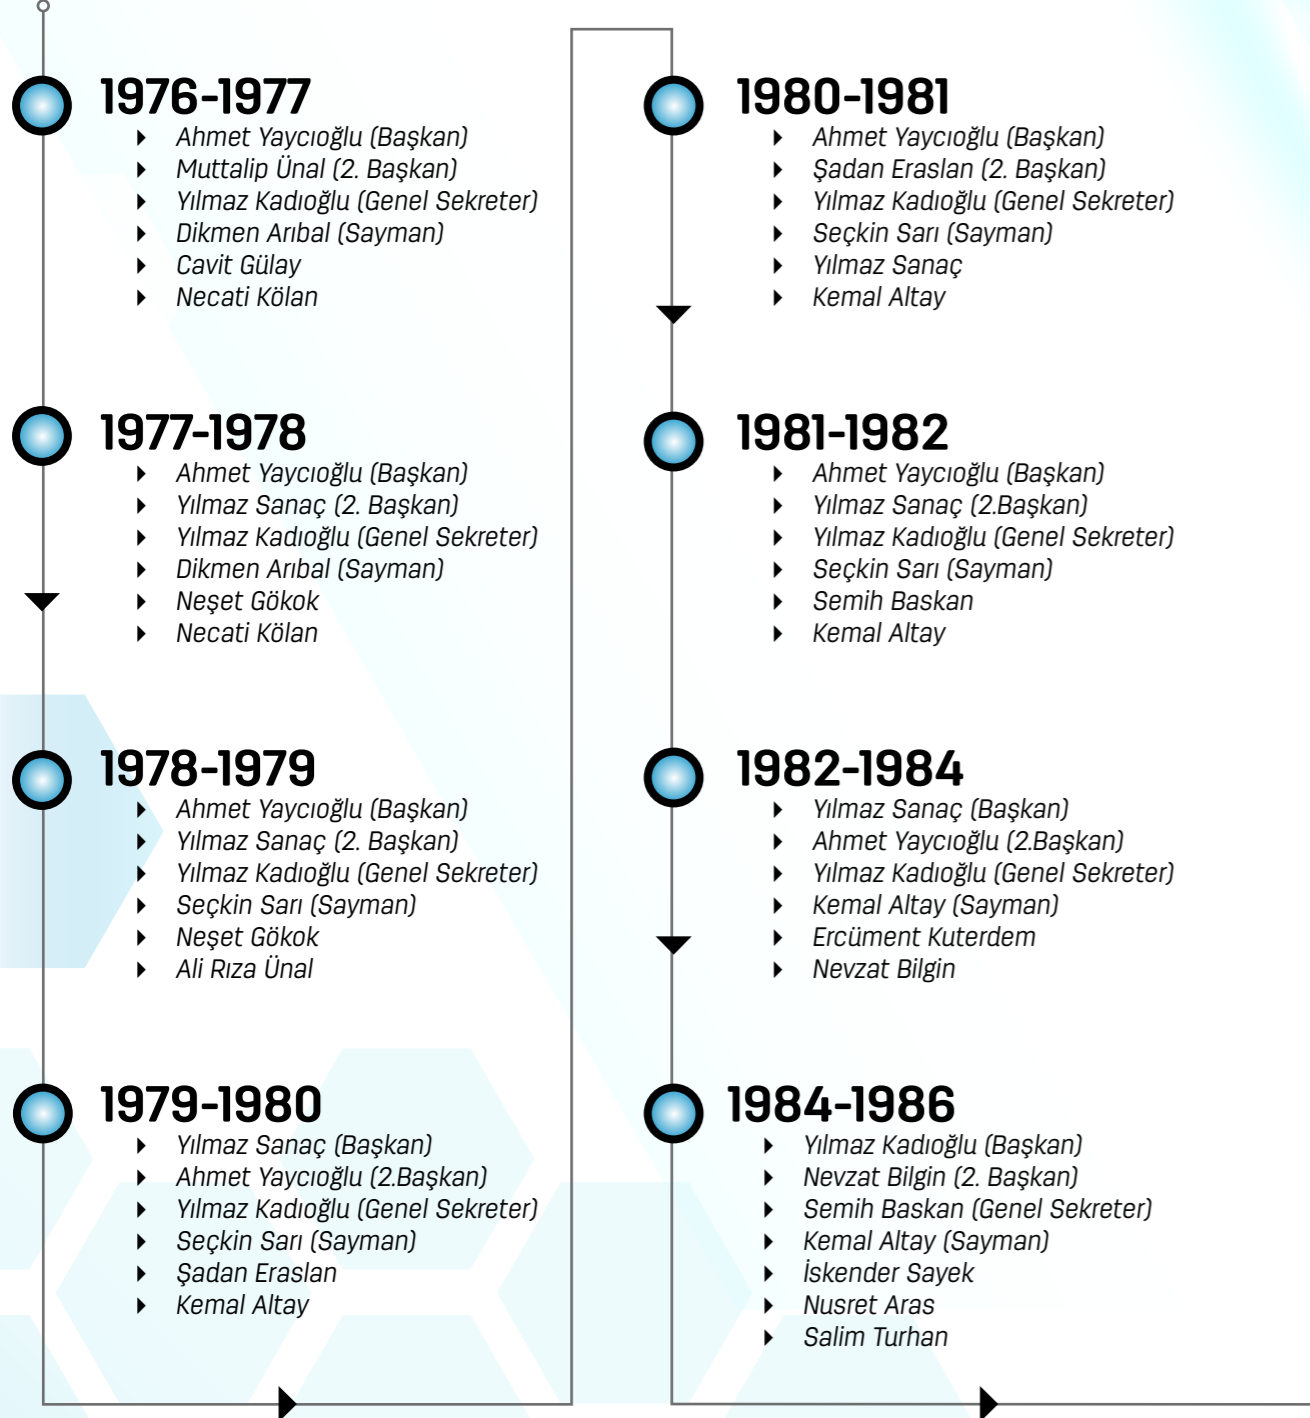 1976-1977
Ahmet Yaycıoğlu (Başkan)
Muttalip Ünal (2. Başkan)
Yılmaz Kadıoğlu (Genel Sekreter)
Dikmen Arıbal (Sayman)
Cavit Gülay
Necati Kölan
1977-1978
Ahmet Yaycıoğlu (Başkan)
Yılmaz Sanaç (2. Başkan)
Yılmaz Kadıoğlu (Genel Sekreter)
Dikmen Arıbal (Sayman)
Neşet Gökok
Necati Kölan
1978-1979
Ahmet Yaycıoğlu (Başkan)
Yılmaz Sanaç (2. Başkan)
Yılmaz Kadıoğlu (Genel Sekreter)
Seçkin Sarı (Sayman)
Neşet Gökok
Ali Rıza Ünal
1979-1980
Yılmaz Sanaç (Başkan)
Ahmet Yaycıoğlu (2.Başkan)
Yılmaz Kadıoğlu (Genel Sekreter)
Seçkin Sarı (Sayman)
Şadan Eraslan
Kemal Altay
1980-1981
Ahmet Yaycıoğlu (Başkan)
Şadan Eraslan (2. Başkan)
Yılmaz Kadıoğlu (Genel Sekreter)
Seçkin Sarı (Sayman)
Yılmaz Sanaç
Kemal Altay
1981-1982
Ahmet Yaycıoğlu (Başkan)
Yılmaz Sanaç (2.Başkan)
Yılmaz Kadıoğlu (Genel Sekreter)
Seçkin Sarı (Sayman)
Semih Baskan
Kemal Altay
1982-1984
Yılmaz Sanaç (Başkan)
Ahmet Yaycıoğlu (2.Başkan)
Yılmaz Kadıoğlu (Genel Sekreter)
Kemal Altay (Sayman)
Ercüment Kuterdem
Nevzat Bilgin
1984-1986
Yılmaz Kadıoğlu (Başkan)
Nevzat Bilgin (2. Başkan)
Semih Baskan (Genel Sekreter)
Kemal Altay (Sayman)
İskender Sayek
Nusret Aras
Salim Turhan